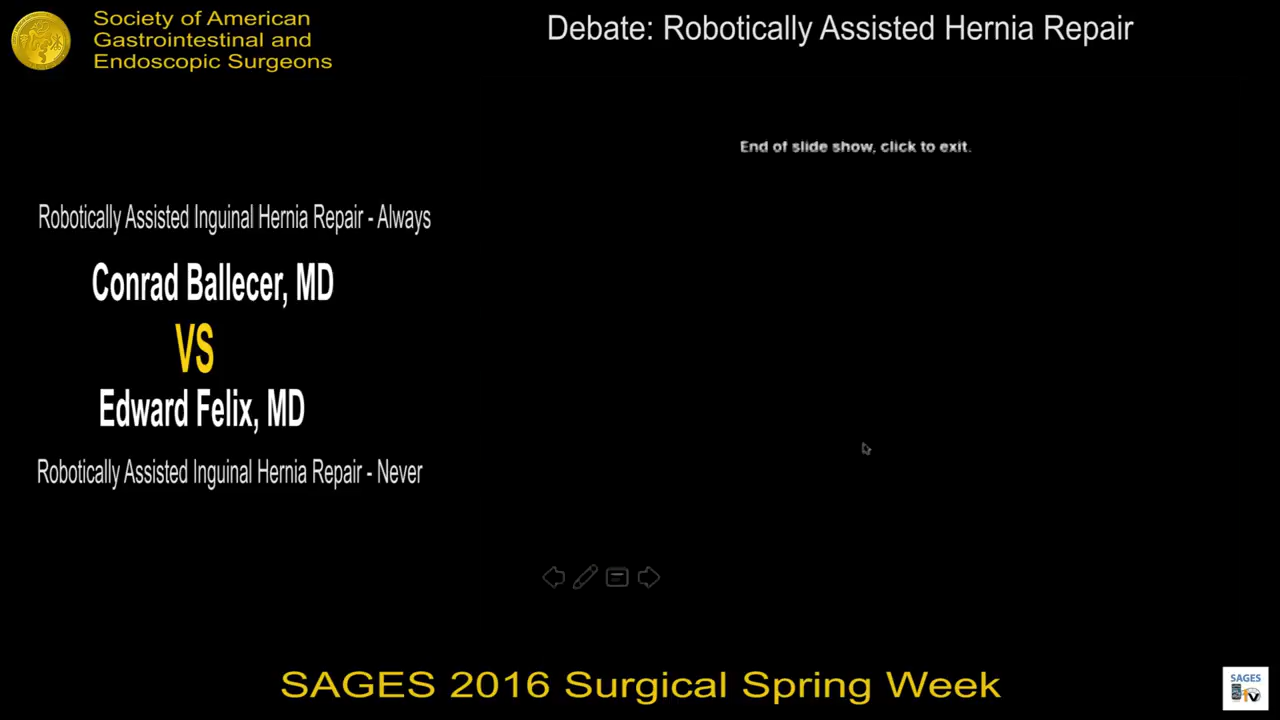 Society of American
Gastrointestinal and
Endoscopic Surgeons
Debate: Robotically Assisted Hernia Repair
End of slide show, click to exit.
Robotically Assisted Inguinal Hernia Repair - Always
Conrad Ballecer, MD
VS
Edward Felix, MD
Robotically Assisted Inguinal Hernia Repair - Never
SAGES 2016 Surgical Spring Week
SAGES
TV